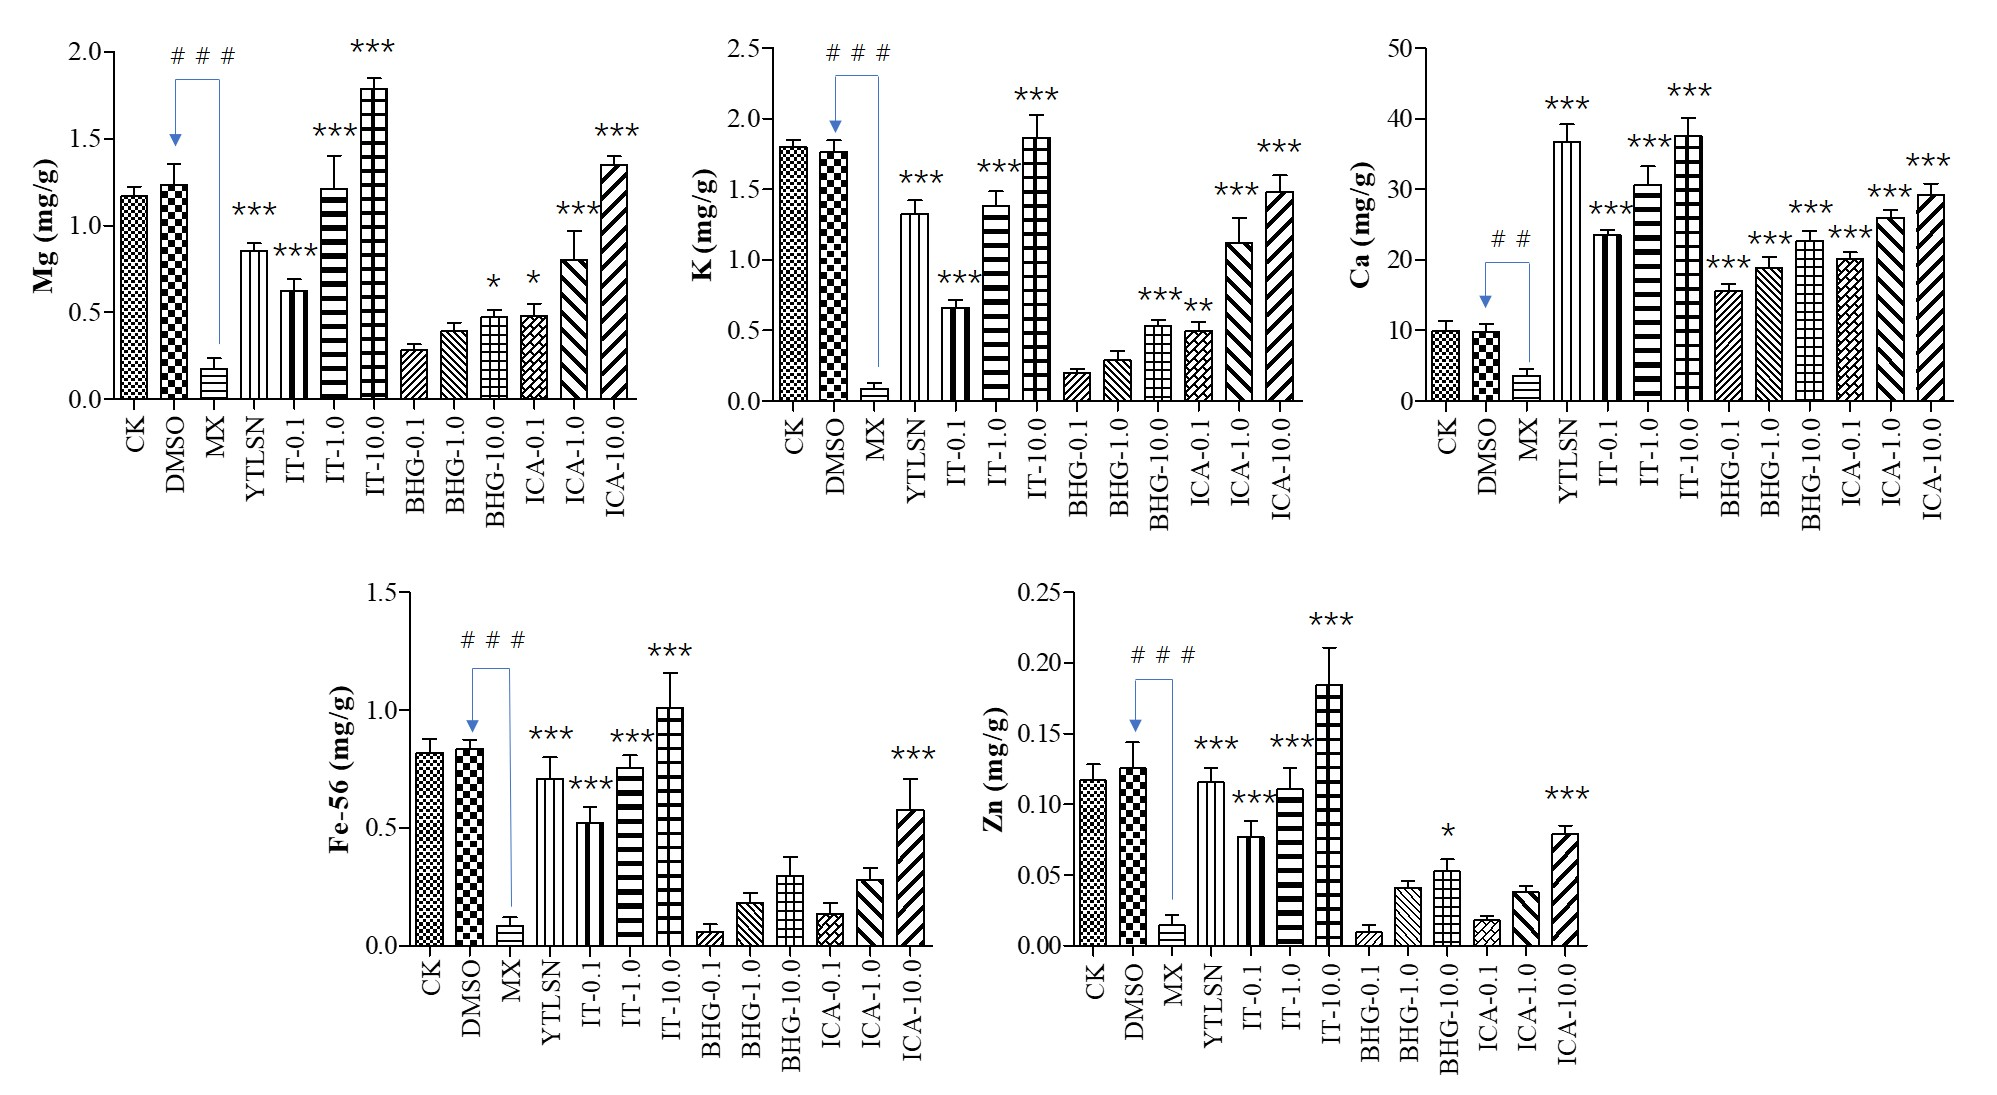 Mg (mg/g)
2.0
1.5
1.0
0.5
0.0
# # #
***
***
***
***
*
*
***
***
CK
DMSO
MX
YTLSN
IT-0.1
IT-1.0
IT-10.0
BHG-0.1
BHG-1.0
BHG-10.0
ICA-0.1
ICA-1.0
ICA-10.0
K (mg/g)
2.5
2.0
1.5
1.0
0.5
0.0
# # #
***
***
***
***
***
**
***
***
CK
DMSO
MX
YTLSN
IT-0.1
IT-1.0
IT-10.0
BHG-0.1
BHG-1.0
BHG-10.0
ICA-0.1
ICA-1.0
ICA-10.0
Ca (mg/g)
50
40
30
20
10
0
# #
***
***
***
***
***
***
***
***
***
***
CK
DMSO
MX
YTLSN
IT-0.1
IT-1.0
IT-10.0
BHG-0.1
BHG-1.0
BHG-10.0
ICA-0.1
ICA-1.0
ICA-10.0
Fe-56 (mg/g)
1.5
1.0
0.5
0.0
# # #
***
***
***
***
***
CK
DMSO
MX
YTLSN
IT-0.1
IT-1.0
IT-10.0
BHG-0.1
BHG-1.0
BHG-10.0
ICA-0.1
ICA-1.0
ICA-10.0
Zn (mg/g)
0.25
0.20
0.15
0.10
0.05
0.00
# # #
***
***
***
***
*
***
CK
DMSO
MX
YTLSN
IT-0.1
IT-1.0
IT-10.0
BHG-0.1
BHG-1.0
BHG-10.0
ICA-0.1
ICA-1.0
ICA-10.0